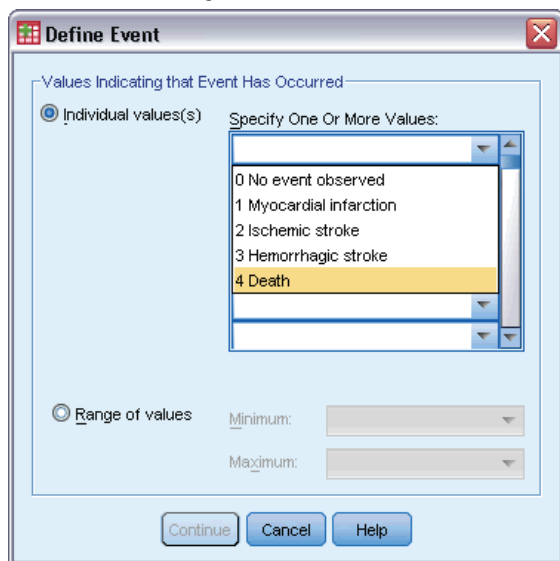 Define Event
Values Indicating that Event Has Occurred
Individual values(s)
Specify One Or More Values:
0 No event observed
1 Myocardial infarction
2 Ischemic stroke
3 Hemorrhagic stroke
4 Death
Range of values
Minimum:
Maximum:
Continue Cancel Help